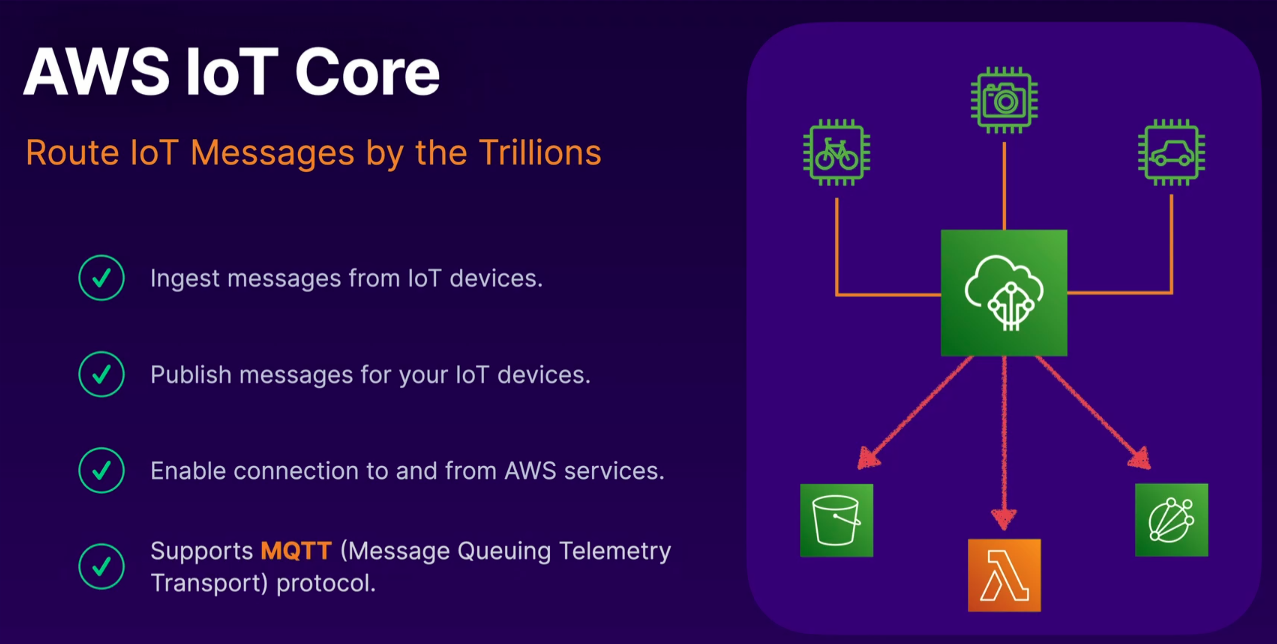 AWS IoT Core
Route IoT Messages by the Trillions
Ingest messages from IoT devices.
Publish messages for your IoT devices.
Enable connection to and from AWS services.
Supports MQTT (Message Queuing Telemetry
Transport) protocol.